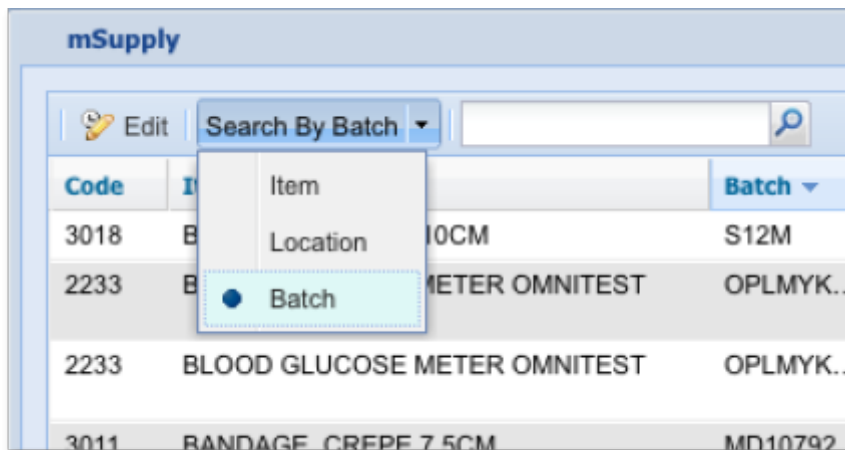 mSupply
Edit Search By Batch
Code Item Batch
3018 10CM S12M
Location
2233 METER OMNITEST OPLMYK..
Batch
2233 BLOOD GLUCOSE METER OMNITEST OPLMYK..
3011 BANDAGE, CREPE 7.5CM MD10792